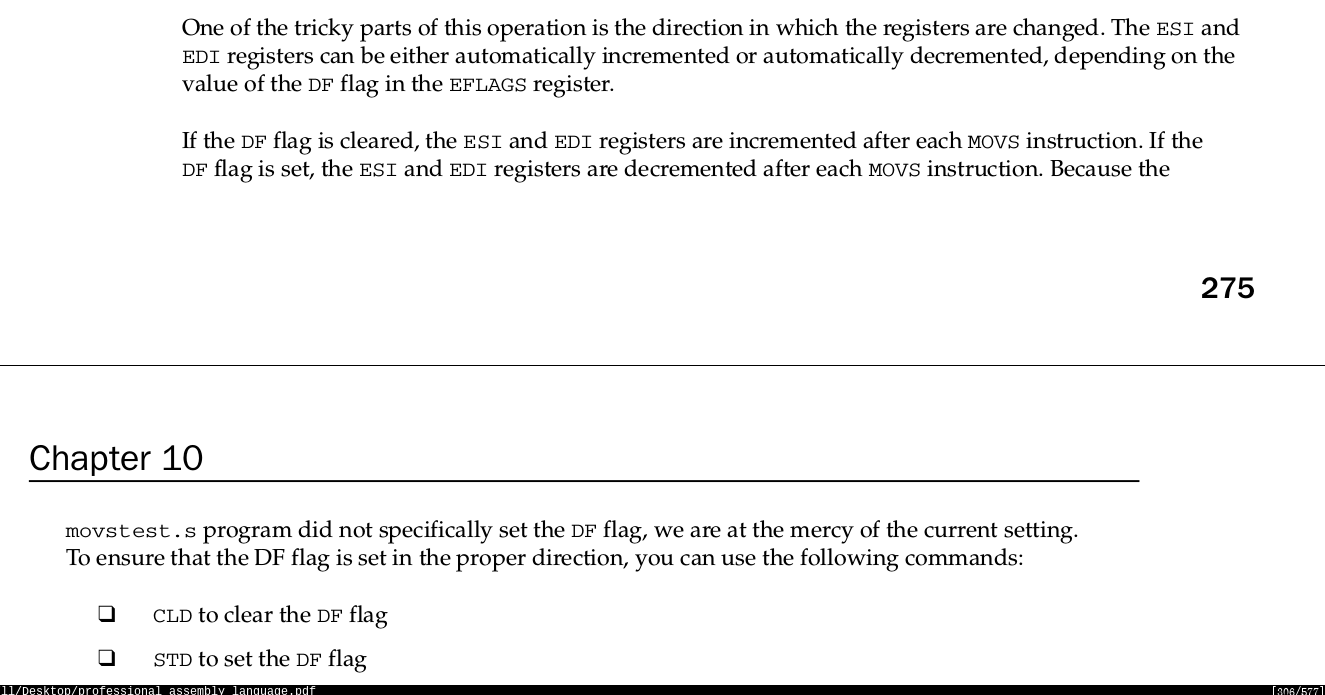 One of the tricky parts of this operation is the direction in which the registers are changed. The ESI and
EDI registers can be either automatically incremented or automatically decremented, depending on the
value of the DF flag in the EFLAGS register.
If the DF flag is cleared, the ESI and EDI registers are incremented after each MOVS instruction. If the
DF flag is set, the ESI and EDI registers are decremented after each MOVS instruction. Because the
275
Chapter 10
movstest.s program did not specifically set the DF flag, we are at the mercy of the current setting.
To ensure that the DF flag is set in the proper direction, you can use the following commands:
❑ CLD to clear the DF flag
❑ STD to set the DF flag
ll/Desktop/professional assembly language.pdf [306/577]